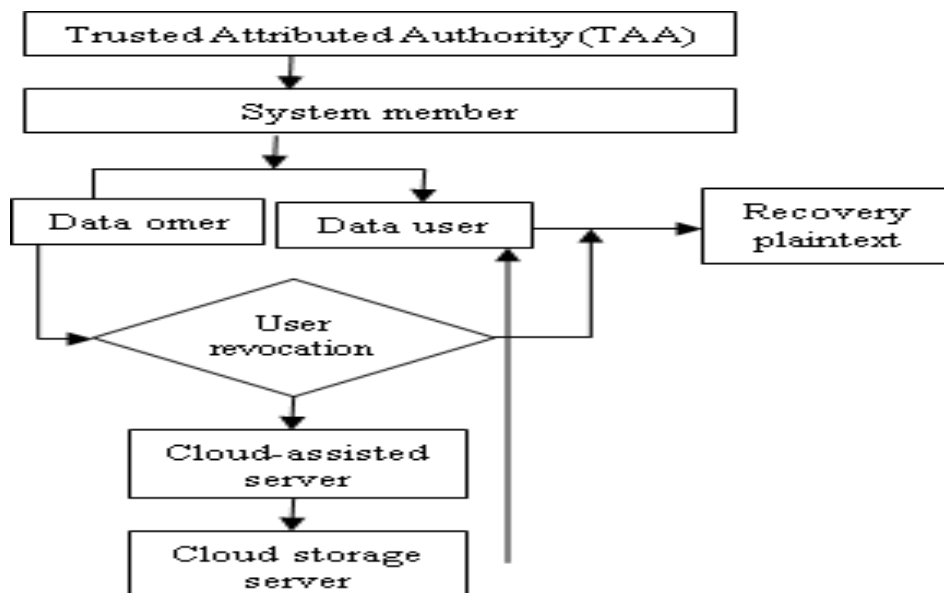 Trusted Attributed Authority (TAA)
System member
Data omer
Data user
Recovery
plaintext
User
revocation
Cloud-assisted
server
Cloud storage
server